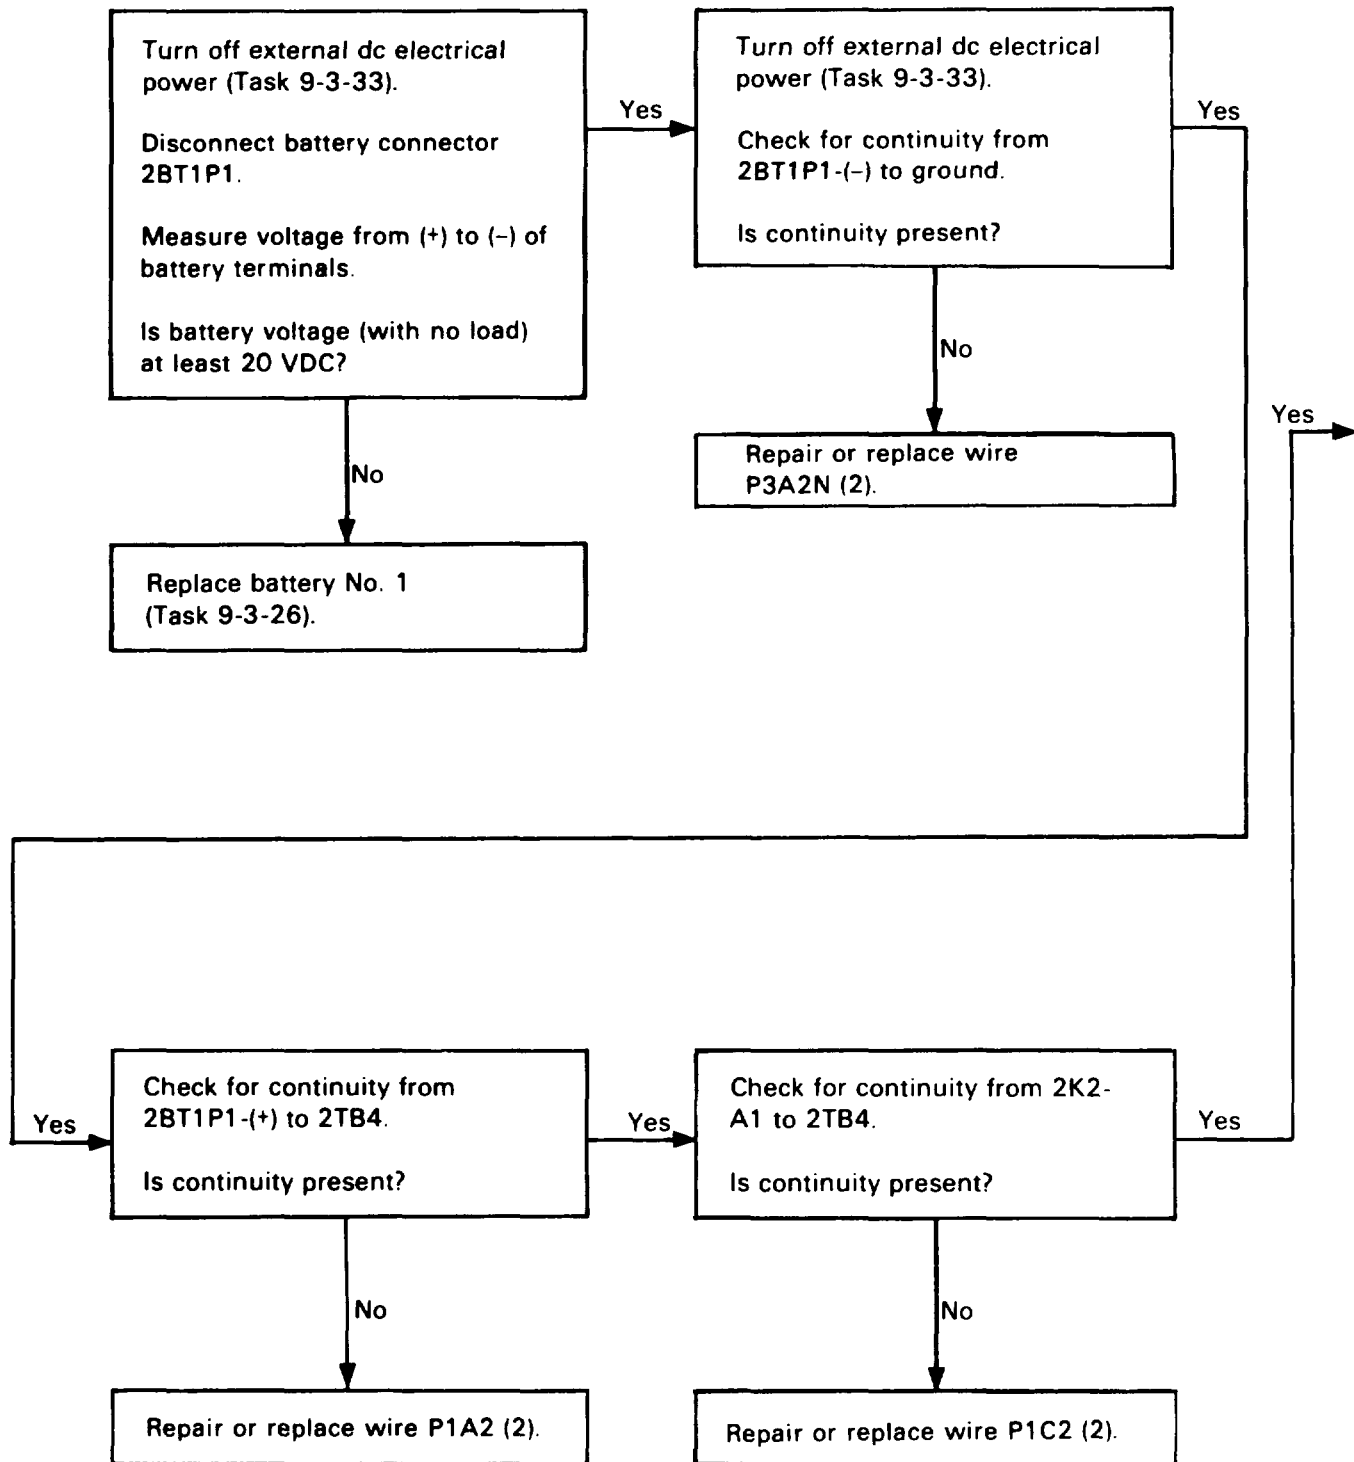 Turn off external dc electrical
power (Task 9-3-33).
Disconnect battery connector
2BT1P1.
Measure voltage from (+) to (–) of
battery terminals.
Is battery voltage (with no load)
at least 20 VDC?
Yes
Turn off external dc electrical
power (Task 9-3-33).
Check for continuity from
2BT1P1-(–) to ground.
Is continuity present?
Yes
No
Replace battery No. 1
(Task 9-3-26).
No
Repair or replace wire
P3A2N (2).
Yes
Yes
Check for continuity from
2BT1P1-(+) to 2TB4.
Is continuity present?
Yes
Check for continuity from 2K2-
A1 to 2TB4.
Is continuity present?
Yes
No
Repair or replace wire P1A2 (2).
No
Repair or replace wire P1C2 (2).